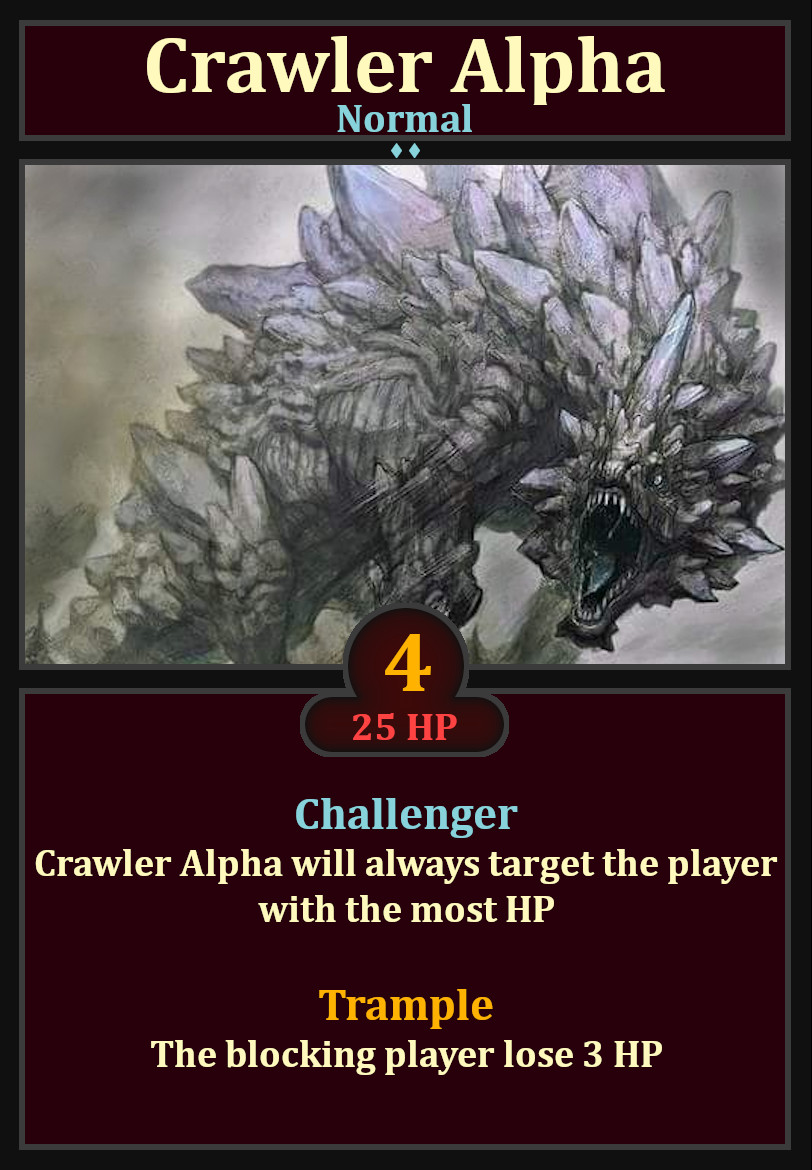 Crawler Alpha
Normal
4
25 HP
Challenger
Crawler Alpha will always target the player
with the most HP
Trample
The blocking player lose 3 HP